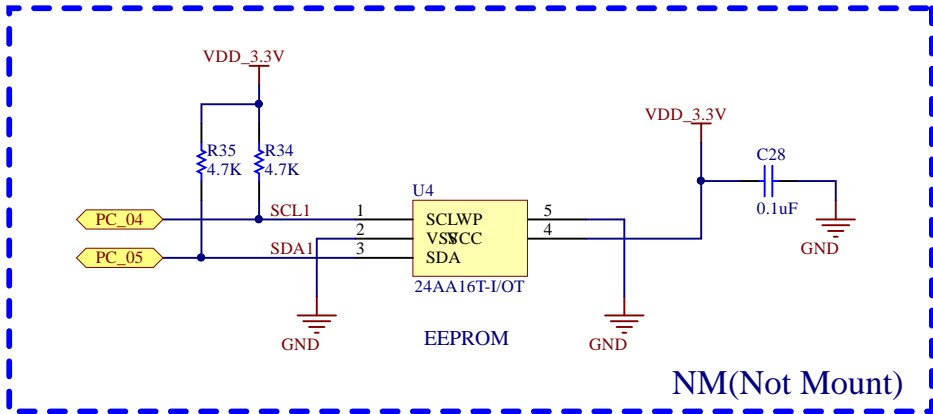 VDD_3.3V
VDD_3.3V
R35
4.7K
R34
4.7K
C28
0.1uF
U4
PC_04
SCL1
1
SCL
WP
5
2
VSS
VCC
4
PC_05
SDA1
3
SDA
24AA16T-I/OT
GND
GND
GND
EEPROM
NM(Not Mount)